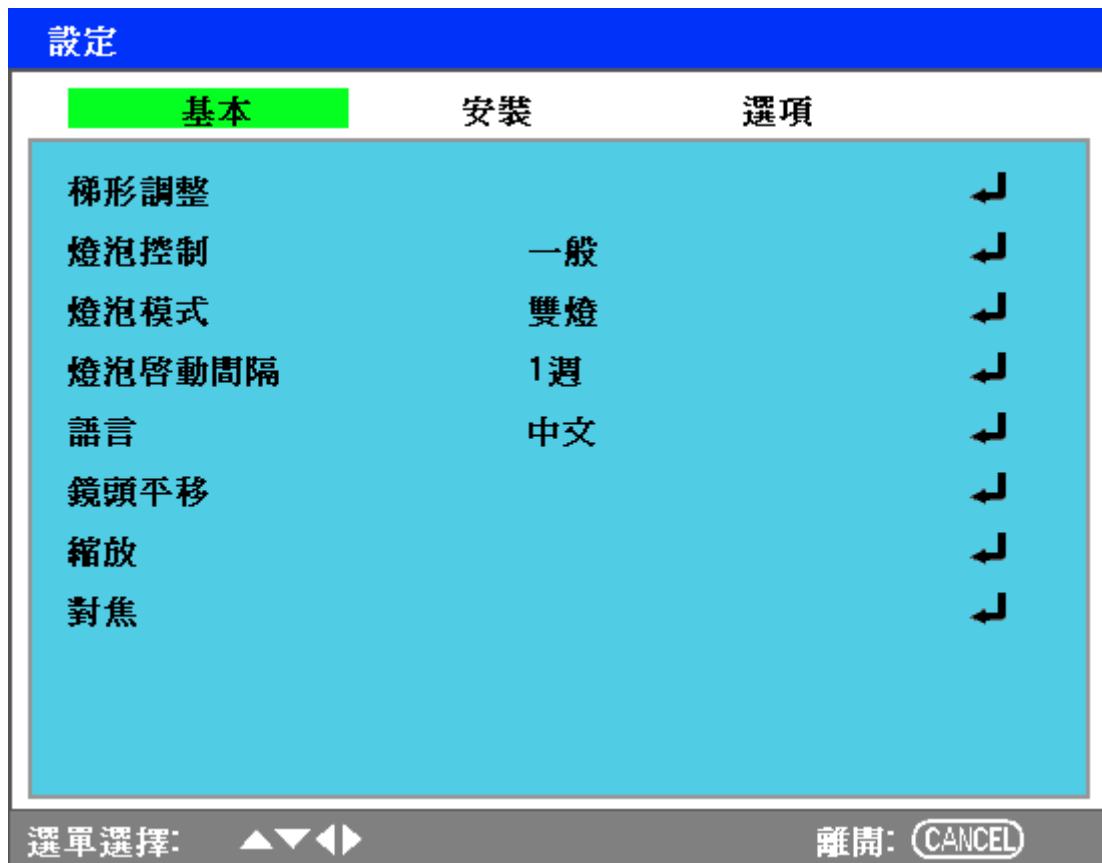 設定
基本 安裝 選項
梯形調整
燈泡控制 一般
燈泡模式 雙燈
燈泡啓動間隔 1週
語言 中文
鏡頭平移
縮放
對焦
選單選擇: ▲▼◀▶ 離開: CANCEL